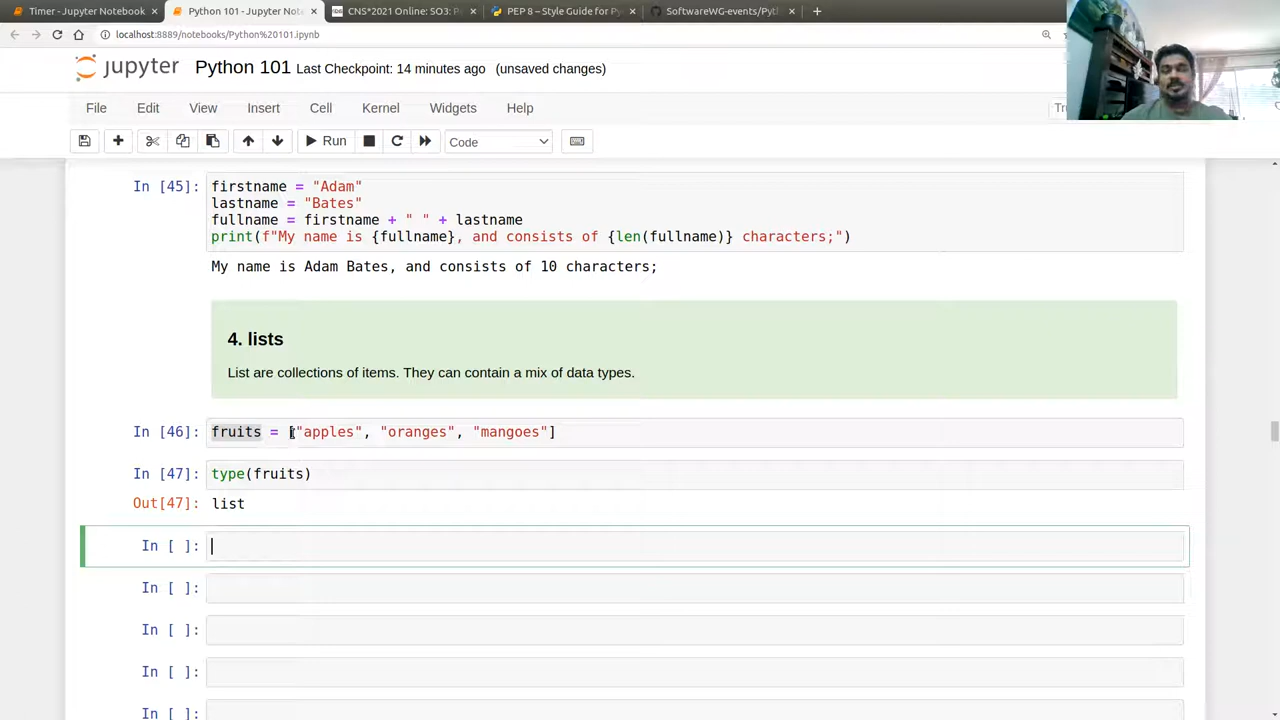 Timer - Jupyter Notebook
Python 101 - Jupyter Not
CNS*2021 Online: SO3: P
PEP 8 – Style Guide for Py
SoftwareWG-events/Pyth
localhost:8889/notebooks/Python%20101.ipynb
jupyter Python 101 Last Checkpoint: 14 minutes ago (unsaved changes)
File Edit View Insert Cell Kernel Widgets Help
Run Code
In [45]: firstname = "Adam"
lastname = "Bates"
fullname = firstname + " " + lastname
print(f"My name is {fullname}, and consists of {len(fullname)} characters;")
My name is Adam Bates, and consists of 10 characters;
4. lists
List are collections of items. They can contain a mix of data types.
In [46]: fruits = ["apples", "oranges", "mangoes"]
In [47]: type(fruits)
Out[47]: list
In [ ]:
In [ ]:
In [ ]:
In [ ]:
In [ ]: